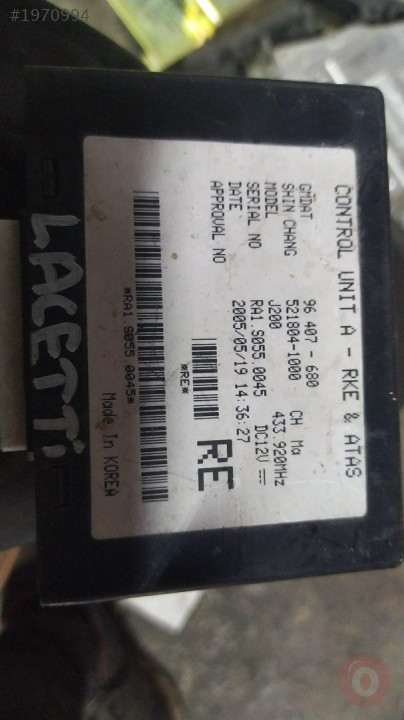 #1970994
CONTROL UNIT A - RKE & ATAS
GMDAT 96 407 - 680 CH Ma
SHIN CHANG 521804-1000 433.920MHz
MODEL J200 DC12V
SERIAL NO RA1.S055.0045
DATE 2005/05/19 14:36:27
APPROVAL NO
*RE*
RE
*RA1.S055.0045*
Made In KOREA
LACETTi